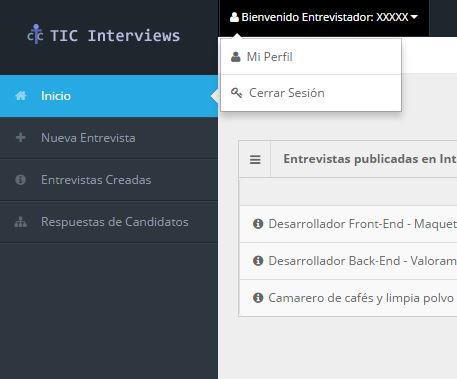 TIC Interviews
Bienvenido Entrevistador: XXXXX
Mi Perfil
Cerrar Sesión
Inicio
Nueva Entrevista
Entrevistas Creadas
Respuestas de Candidatos
Entrevistas publicadas en Int
Desarrollador Front-End - Maquet
Desarrollador Back-End - Valoram
Camarero de cafés y limpia polvo